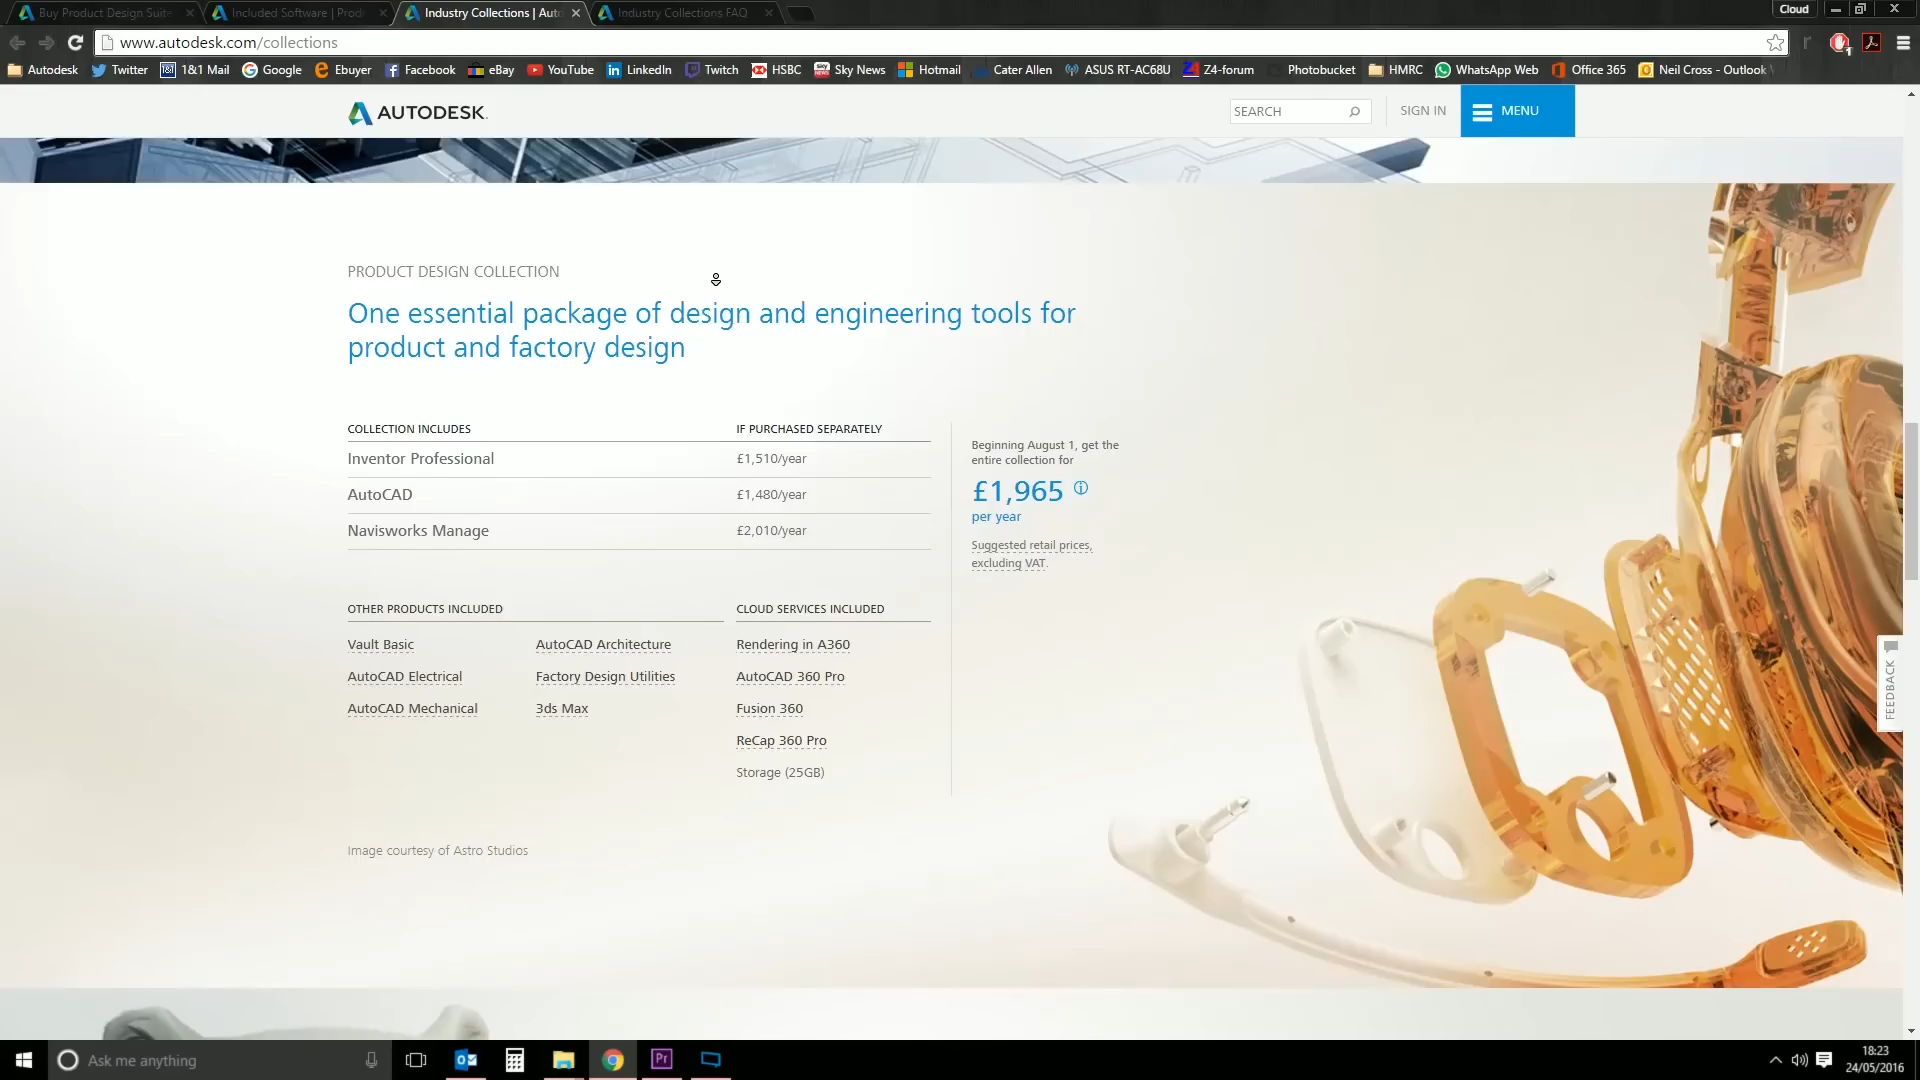 Buy Product Design Suite
Included Software | Prod
Industry Collections | Auto
Industry Collections FAQ
Cloud
www.autodesk.com/collections
Autodesk
Twitter
1&1 Mail
Google
Ebuyer
Facebook
eBay
YouTube
LinkedIn
Twitch
HSBC
Sky News
Hotmail
Cater Allen
ASUS RT-AC68U
Z4-forum
Photobucket
HMRC
WhatsApp Web
Office 365
Neil Cross - Outlook
AUTODESK.
SEARCH
SIGN IN
MENU
PRODUCT DESIGN COLLECTION
One essential package of design and engineering tools for
product and factory design
COLLECTION INCLUDES IF PURCHASED SEPARATELY
Inventor Professional £1,510/year
AutoCAD £1,480/year
Navisworks Manage £2,010/year
Beginning August 1, get the
entire collection for
£1,965
per year
Suggested retail prices,
excluding VAT.
OTHER PRODUCTS INCLUDED
Vault Basic
AutoCAD Electrical
AutoCAD Mechanical
AutoCAD Architecture
Factory Design Utilities
3ds Max
CLOUD SERVICES INCLUDED
Rendering in A360
AutoCAD 360 Pro
Fusion 360
ReCap 360 Pro
Storage (25GB)
Image courtesy of Astro Studios
FEEDBACK
Ask me anything
Pr
18:23
24/05/2016